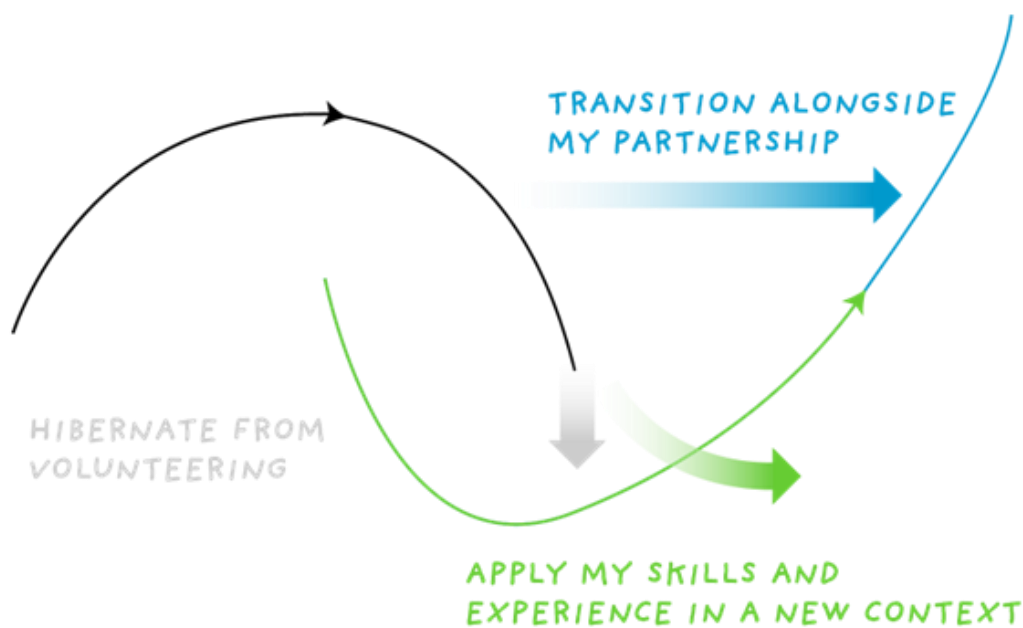 TRANSITION ALONGSIDE
MY PARTNERSHIP
HIBERNATE FROM
VOLUNTEERING
APPLY MY SKILLS AND
EXPERIENCE IN A NEW CONTEXT